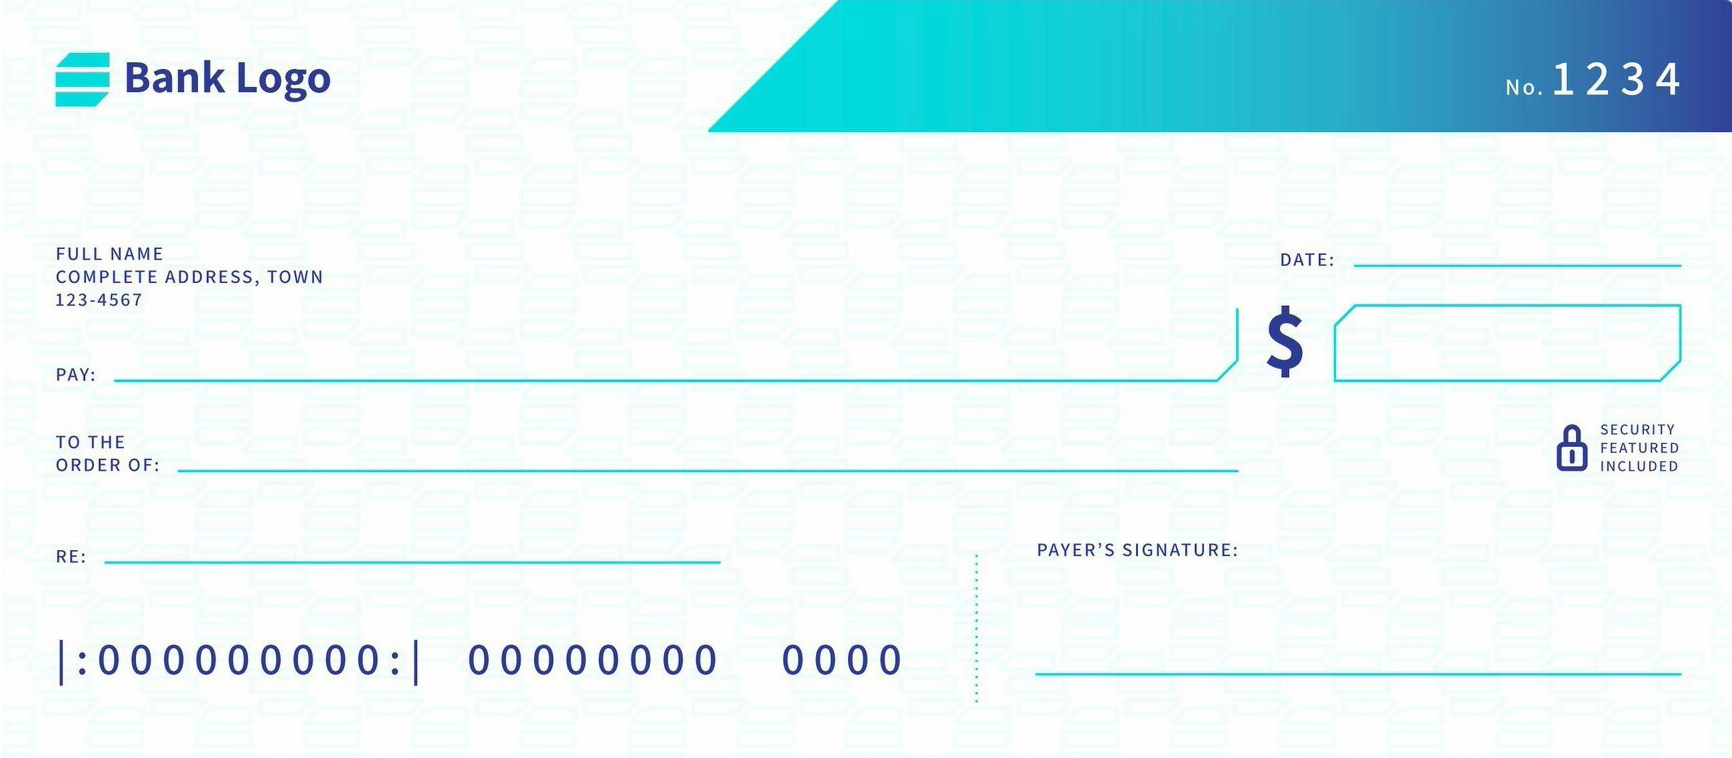 Bank Logo
No. 1234
FULL NAME
COMPLETE ADDRESS, TOWN
123-4567
DATE:
$
PAY:
TO THE
ORDER OF:
SECURITY
FEATURED
INCLUDED
RE:
PAYER’S SIGNATURE:
|:000000000:| 00000000 0000